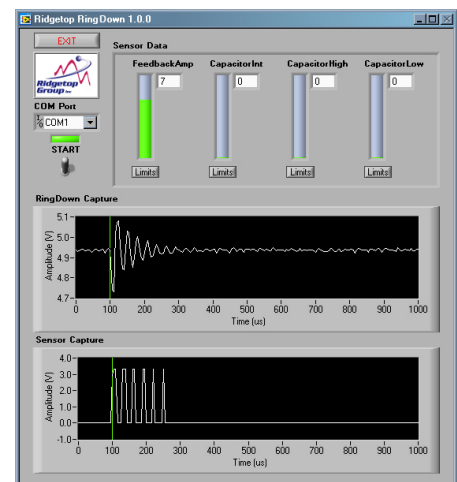 Ridgetop RingDown 1.0.0
EXIT
Ridgetop
Group Inc
COM Port
COM1
START
Sensor Data
FeedbackAmp CapacitorInt CapacitorHigh CapacitorLow
7 0 0 0
Limits Limits Limits Limits
RingDown Capture
Amplitude (V)
5.1
5.0
4.9
4.8
4.7
0 100 200 300 400 500 600 700 800 900 1000
Time (us)
Sensor Capture
Amplitude (V)
4.0
3.0
2.0
1.0
0.0
-1.0
0 100 200 300 400 500 600 700 800 900 1000
Time (us)